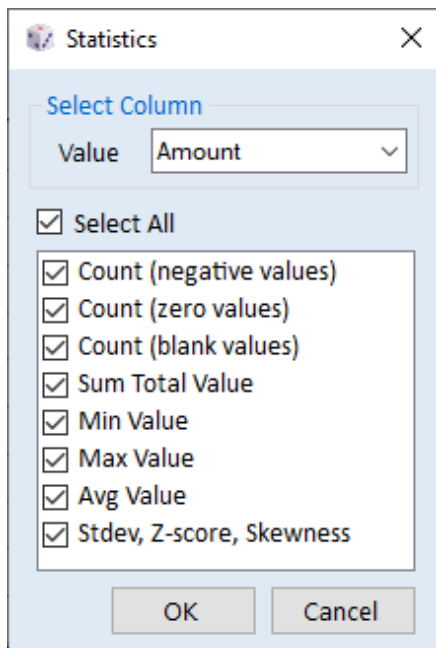 Statistics
Select Column
Value Amount
Select All
Count (negative values)
Count (zero values)
Count (blank values)
Sum Total Value
Min Value
Max Value
Avg Value
Stdev, Z-score, Skewness
OK Cancel